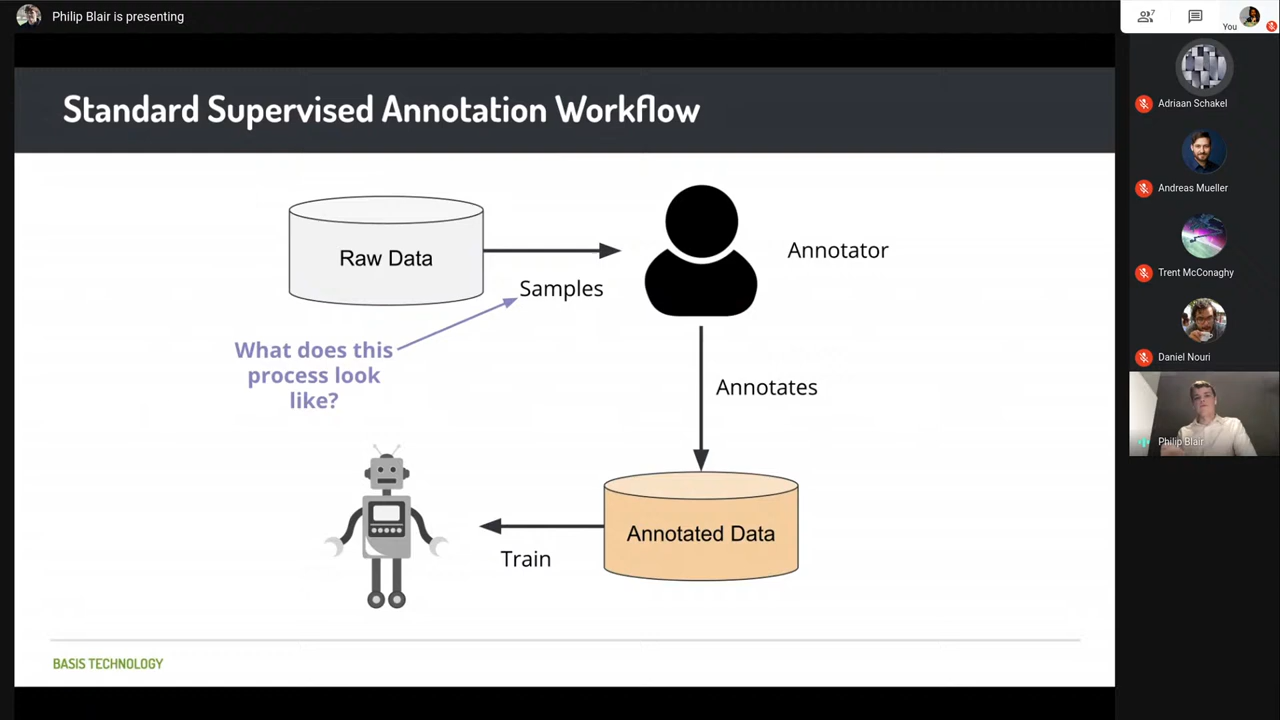 Philip Blair is presenting
7
You
Standard Supervised Annotation Workflow
Raw Data
Samples
Annotator
What does this
process look
like?
Annotates
Annotated Data
Train
BASIS TECHNOLOGY
Adriaan Schakel
Andreas Mueller
Trent McConaghy
Daniel Nouri
Philip Blair